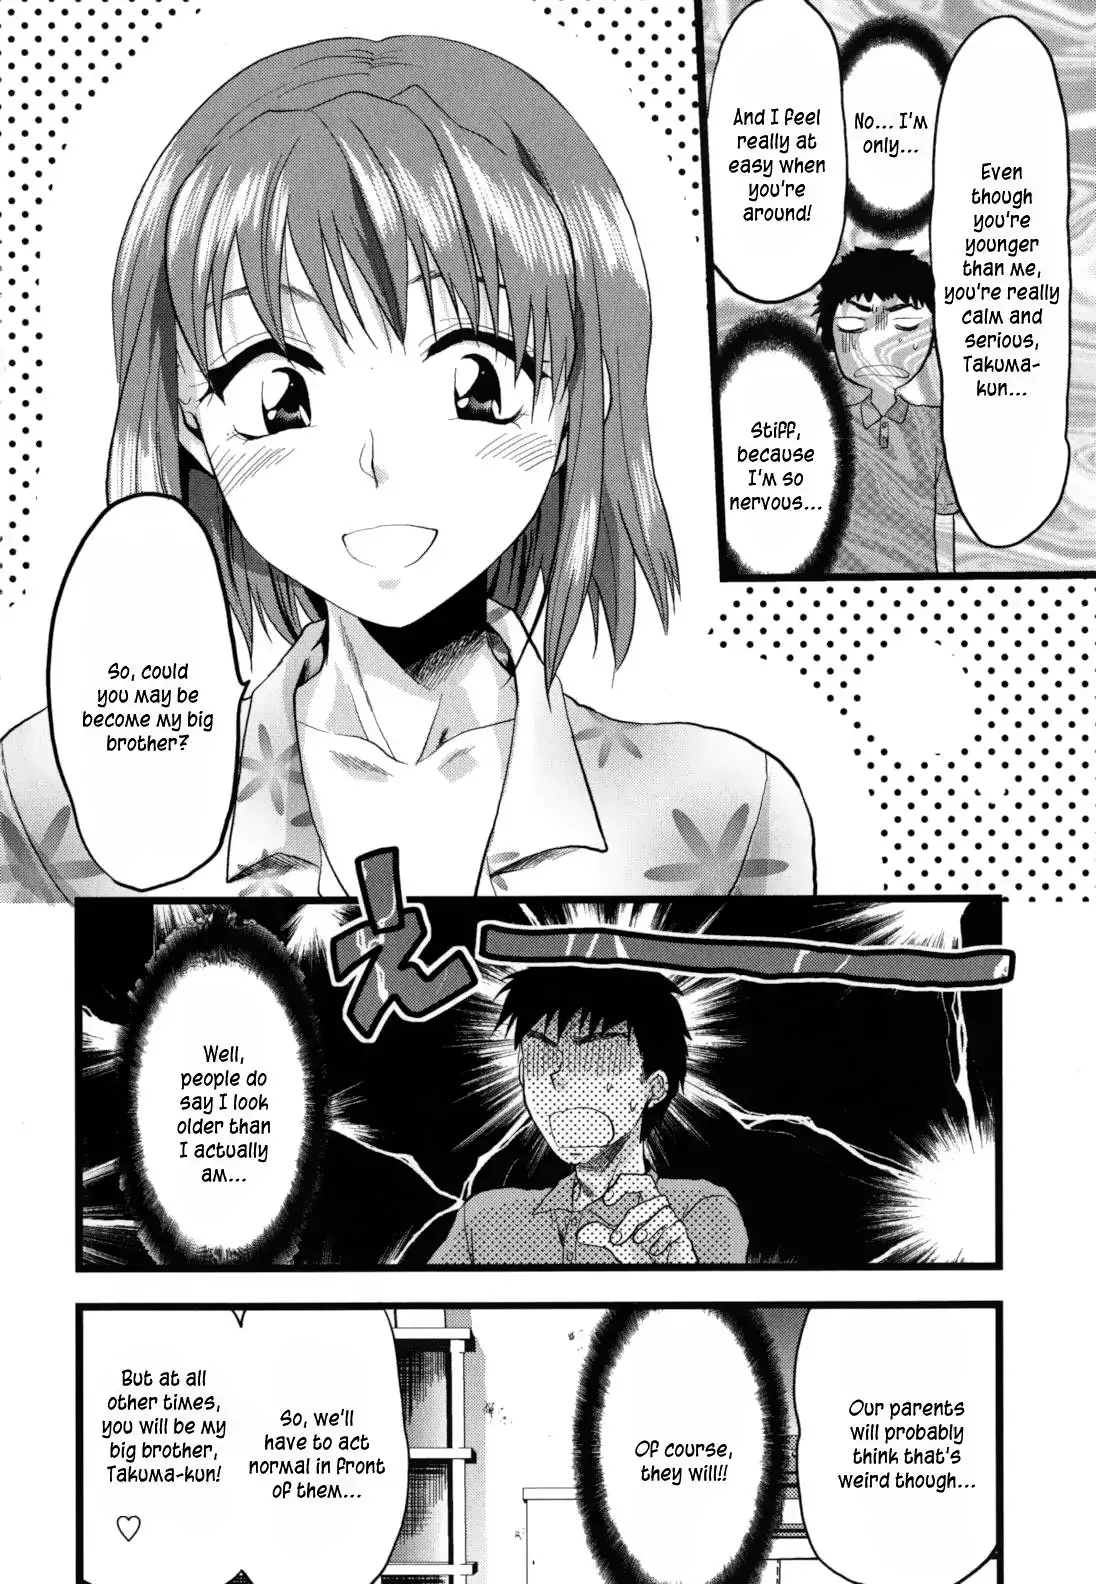 Even
though
you're
younger
than me,
you're really
calm and
serious,
Takuma-
kun...
No... I'm
only...
And I feel
really at
easy when
you're
around!
Stiff,
because
I'm so
nervous...
So, could
you may be
become my big
brother?
えーー
Well,
people do
say I look
older than
I actually
am...
Our parents
will probably
think that's
weird though...
Of course,
they will!!
So, we'll
have to act
normal in front
of them...
But at all
other times,
you will be my
big brother,
Takuma-kun!
♡